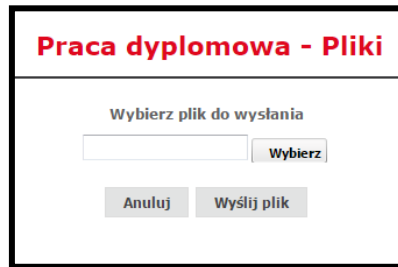 Praca dyplomowa - Pliki
Wybierz plik do wysłania
Wybierz
Anuluj Wyślij plik